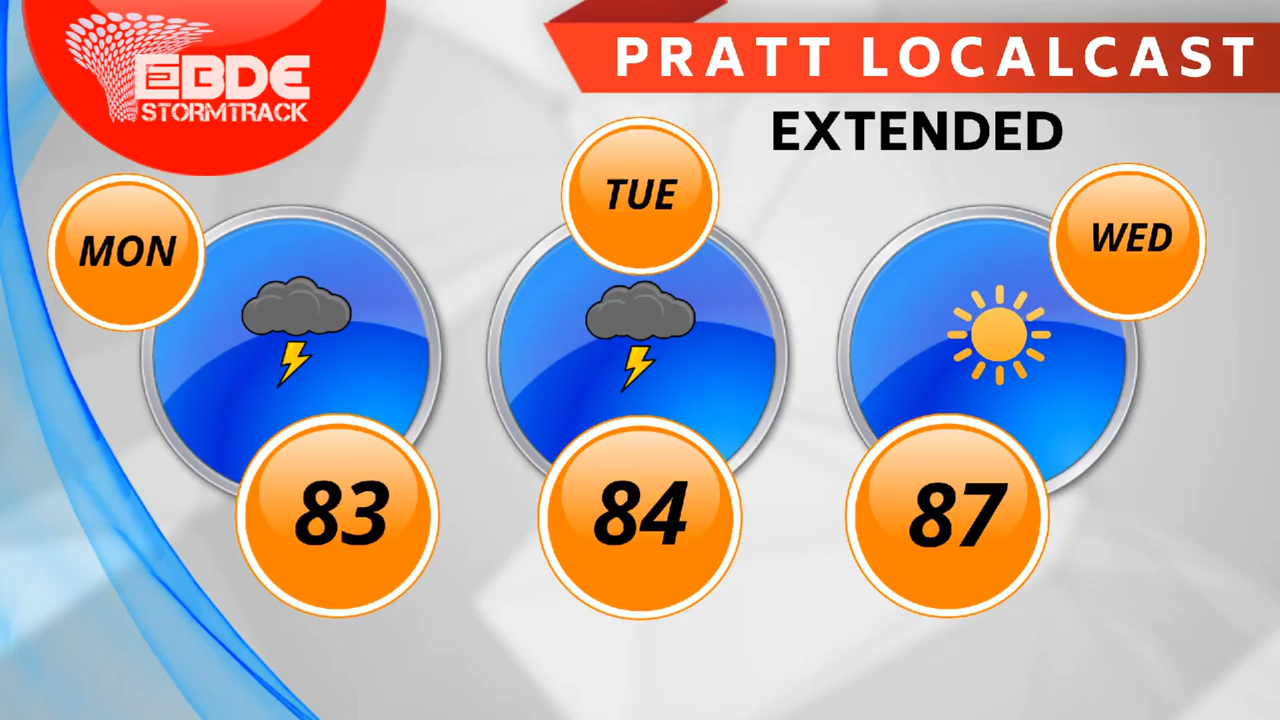 EBDE
STORMTRACK
PRATT LOCALCAST
EXTENDED
MON
TUE
WED
83
84
87